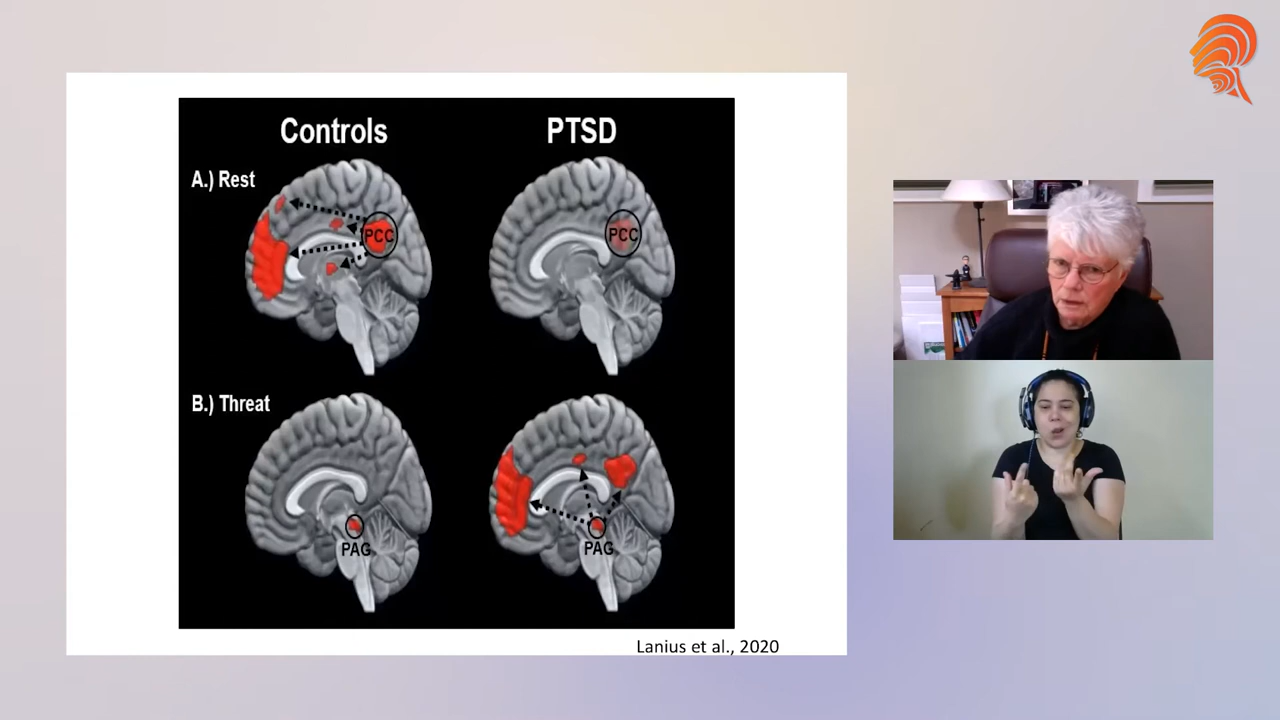 Controls
PTSD
A.) Rest
PCC
PCC
B.) Threat
PAG
PAG
Lanius et al., 2020